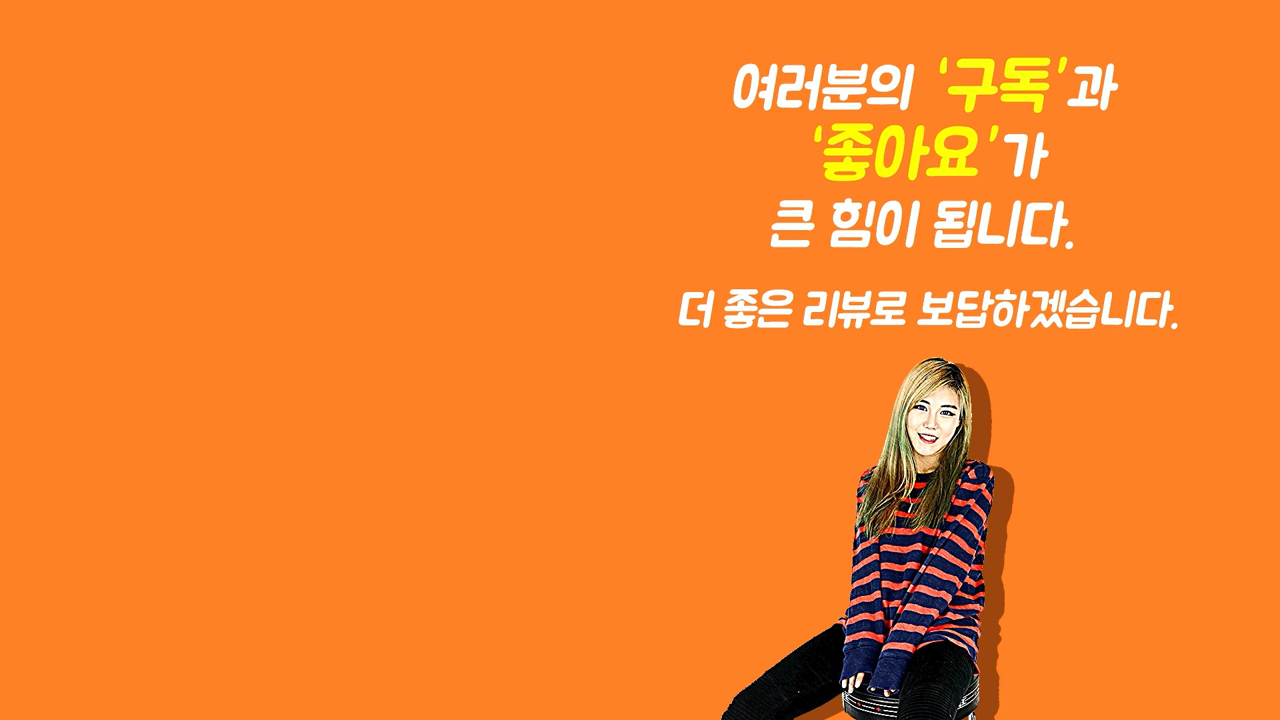 여러분의 '구독'과
'좋아요'가
큰 힘이 됩니다.
더 좋은 리뷰로 보답하겠습니다.